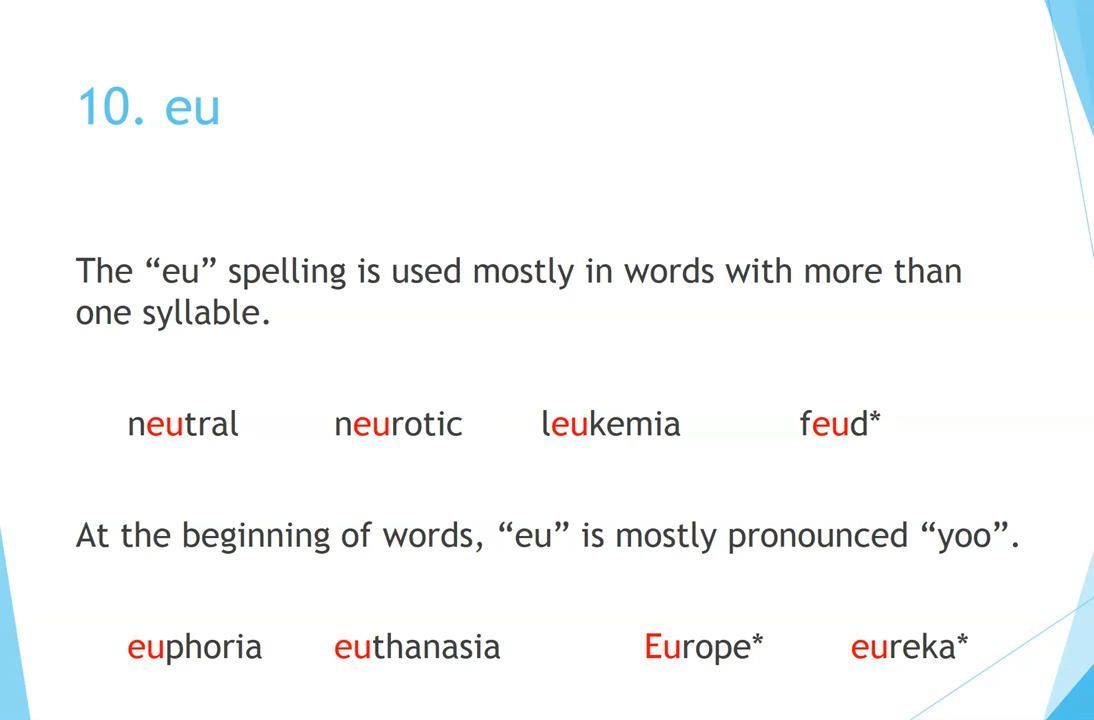 10. eu
The “eu” spelling is used mostly in words with more than
one syllable.
neutral neurotic leukemia feud*
At the beginning of words, “eu” is mostly pronounced “yoo”.
euphoria euthanasia Europe* eureka*